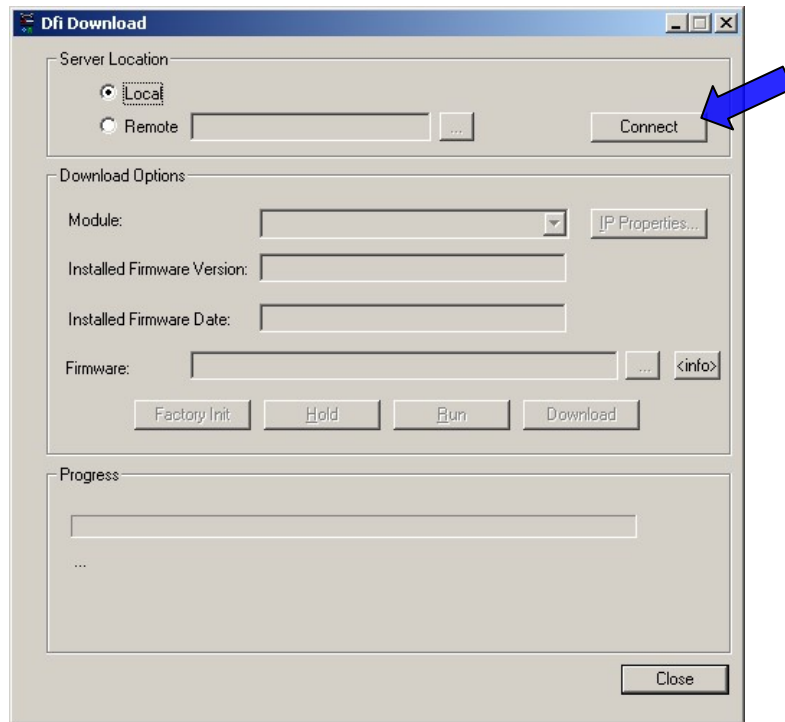 Dfi Download
Server Location
Local
Remote ...
Connect
Download Options
Module:
IP Properties...
Installed Firmware Version:
Installed Firmware Date:
Firmware: ... <info>
Factory Init Hold Run Download
Progress
...
Close